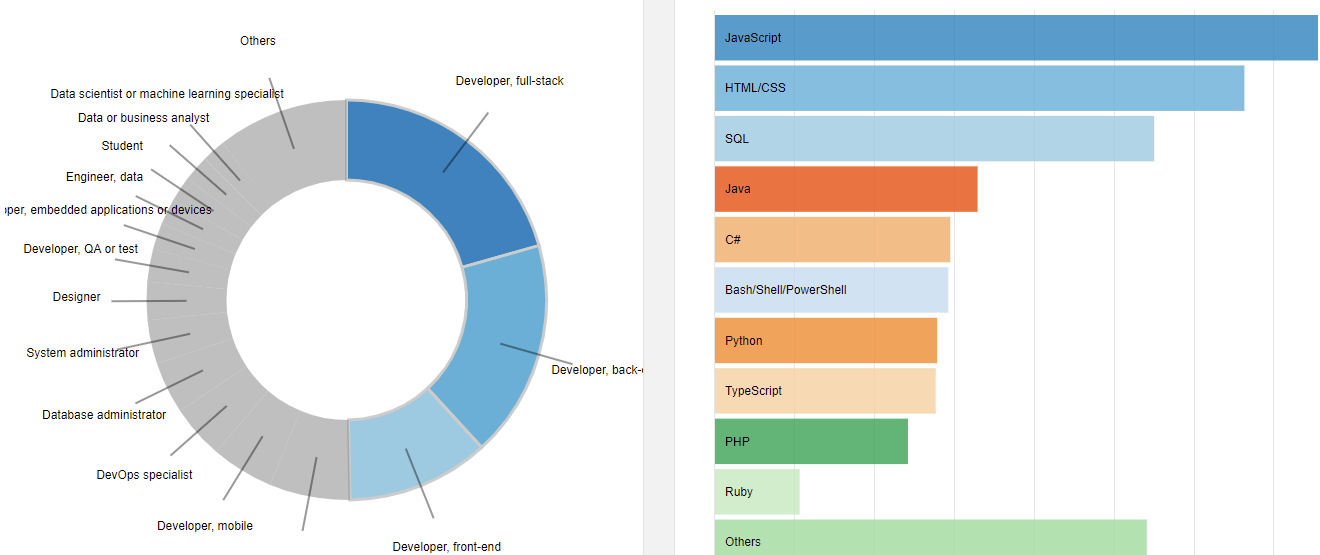 Others
Developer, full-stack
Data scientist or machine learning specialist
Data or business analyst
Student
Engineer, data
embedded applications or devices
Developer, QA or test
Designer
System administrator
Developer,
Database administrator
DevOps specialist
Developer, mobile
Developer, front-end
JavaScript
HTML/CSS
SQL
Java
C#
Bash/Shell/PowerShell
Python
TypeScript
PHP
Ruby
Others